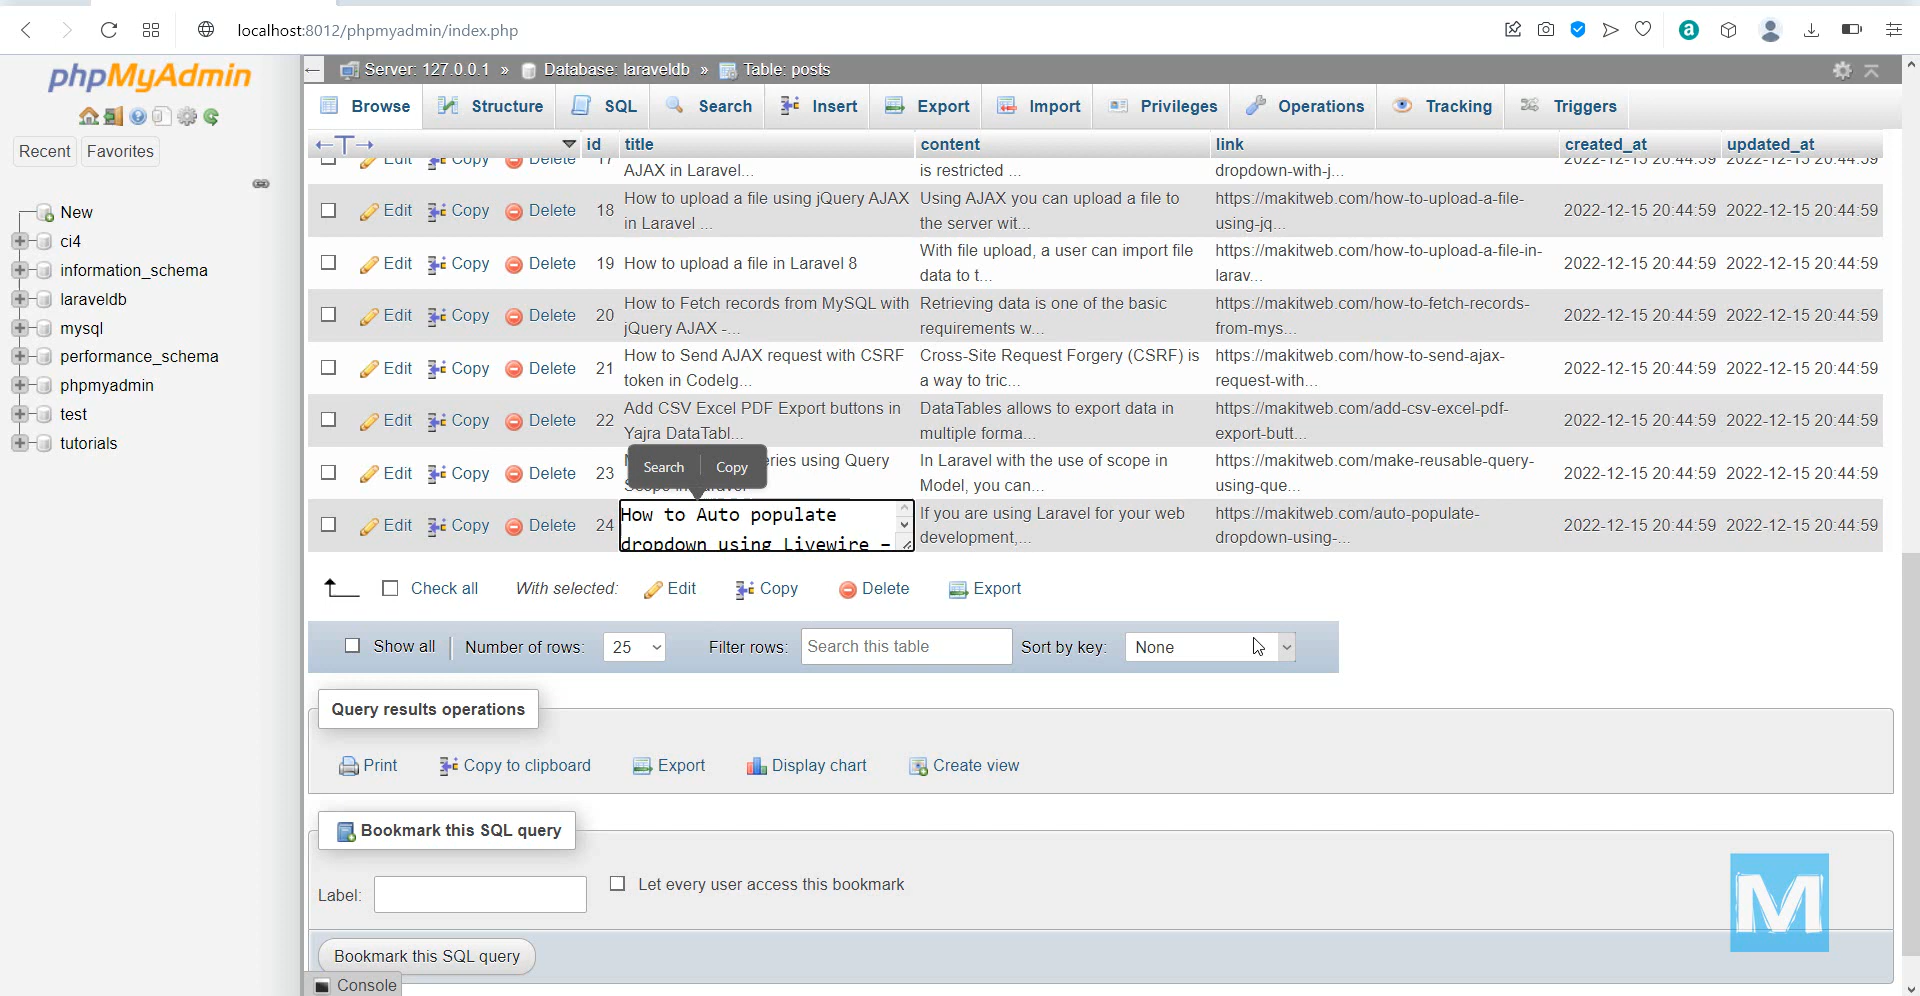 localhost:8012/phpmyadmin/index.php
phpMyAdmin
Recent Favorites
New
ci4
information_schema
laraveldb
mysql
performance_schema
phpmyadmin
test
tutorials
Server: 127.0.0.1 » Database: laraveldb » Table: posts
Browse Structure SQL Search Insert Export Import Privileges Operations Tracking Triggers
id title content link created_at updated_at
Edit Copy Delete 17 AJAX in Laravel... is restricted ... dropdown-with-j... 2022-12-15 20:44:59 2022-12-15 20:44:59
Edit Copy Delete 18 How to upload a file using jQuery AJAX Using AJAX you can upload a file to https://makitweb.com/how-to-upload-a-file- 2022-12-15 20:44:59 2022-12-15 20:44:59
in Laravel ... the server wit... using-jq...
Edit Copy Delete 19 How to upload a file in Laravel 8 With file upload, a user can import file https://makitweb.com/how-to-upload-a-file-in- 2022-12-15 20:44:59 2022-12-15 20:44:59
data to t... larav...
Edit Copy Delete 20 How to Fetch records from MySQL with Retrieving data is one of the basic https://makitweb.com/how-to-fetch-records- 2022-12-15 20:44:59 2022-12-15 20:44:59
jQuery AJAX -... requirements w... from-mys...
Edit Copy Delete 21 How to Send AJAX request with CSRF Cross-Site Request Forgery (CSRF) is https://makitweb.com/how-to-send-ajax- 2022-12-15 20:44:59 2022-12-15 20:44:59
token in CodeIg... a way to tric... request-with...
Edit Copy Delete 22 Add CSV Excel PDF Export buttons in DataTables allows to export data in https://makitweb.com/add-csv-excel-pdf- 2022-12-15 20:44:59 2022-12-15 20:44:59
Yajra DataTabl... multiple forma... export-butt...
Search Copy
Edit Copy Delete 23 ries using Query In Laravel with the use of scope in https://makitweb.com/make-reusable-query- 2022-12-15 20:44:59 2022-12-15 20:44:59
Model, you can... using-que...
Edit Copy Delete 24 How to Auto populate If you are using Laravel for your web https://makitweb.com/auto-populate- 2022-12-15 20:44:59 2022-12-15 20:44:59
dropdown using Livewire – development,... dropdown-using-...
Check all With selected: Edit Copy Delete Export
Show all Number of rows: 25 Filter rows: Search this table Sort by key: None
Query results operations
Print Copy to clipboard Export Display chart Create view
Bookmark this SQL query
Label: Let every user access this bookmark
M
Bookmark this SQL query
Console